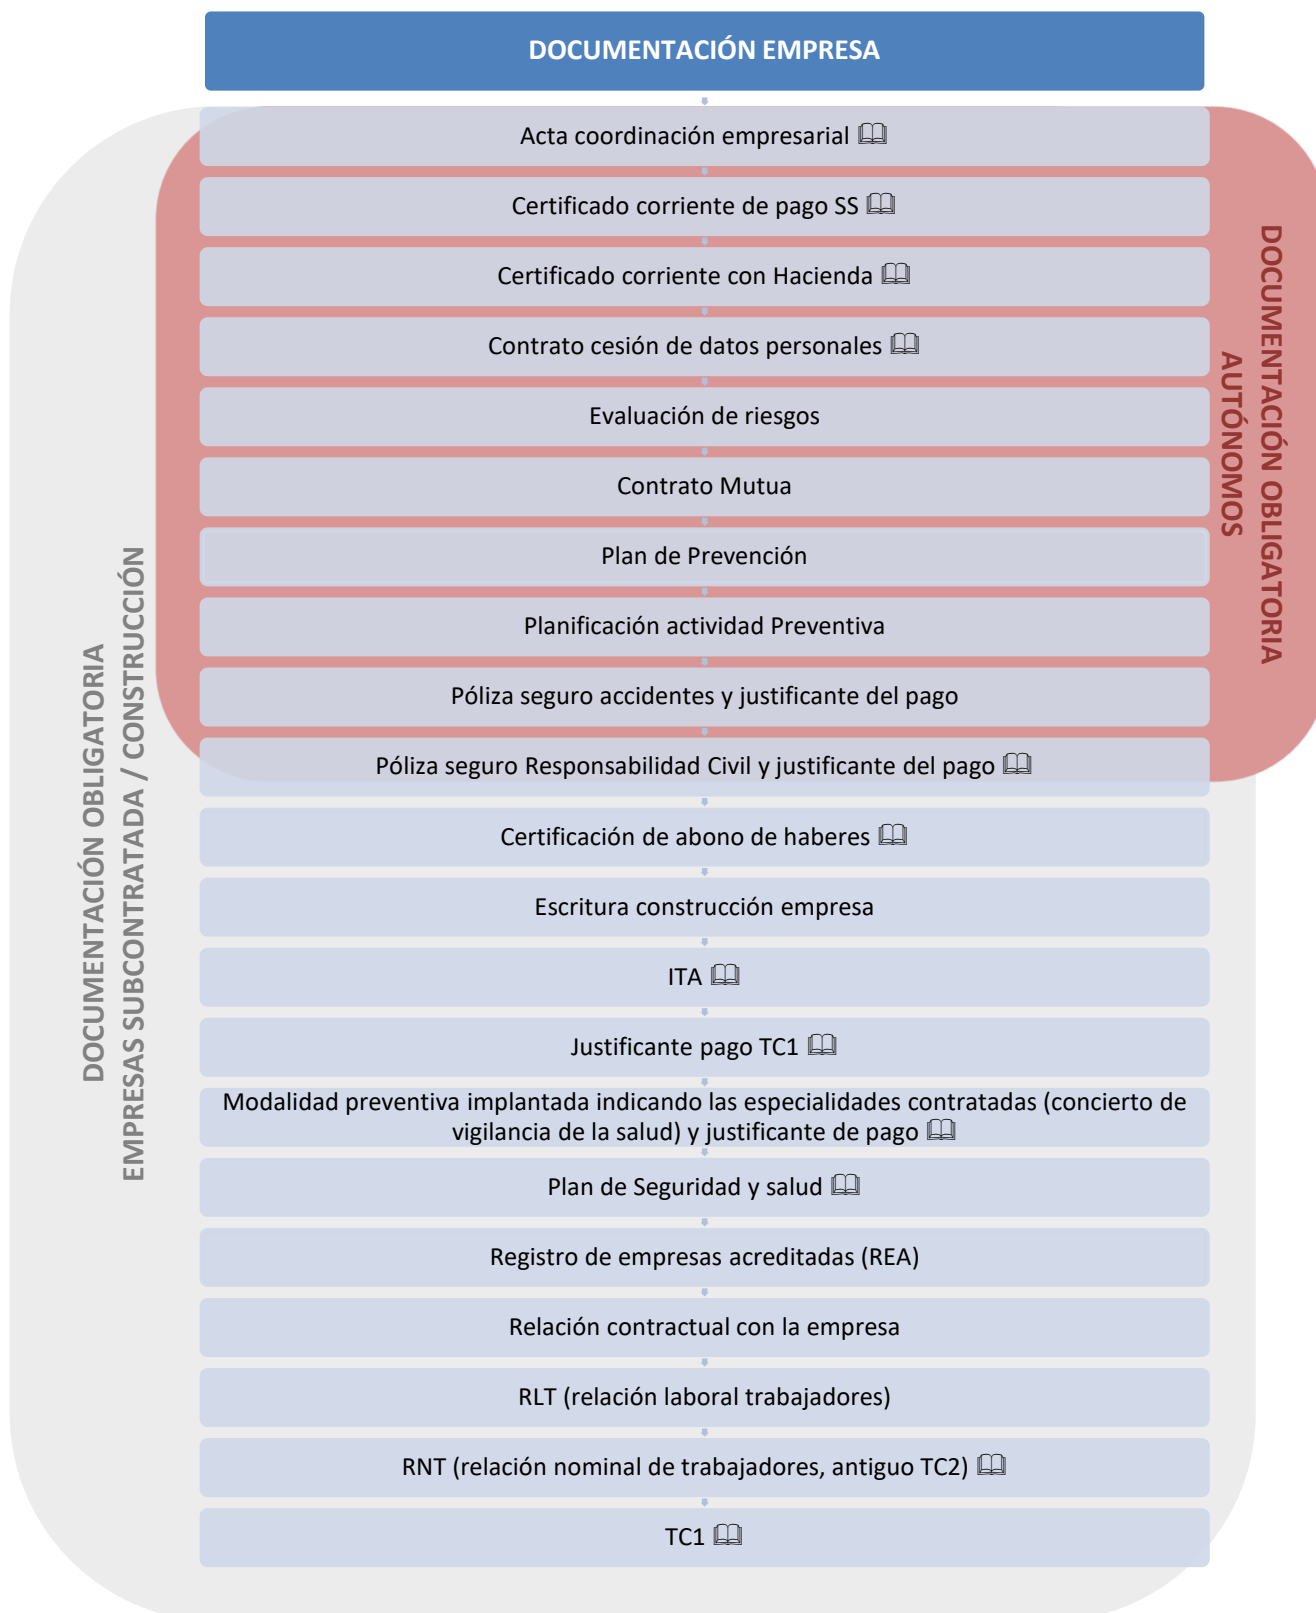 DOCUMENTACIÓN EMPRESA
Acta coordinación empresarial 🕮
Certificado corriente de pago SS 🕮
Certificado corriente con Hacienda 🕮
Contrato cesión de datos personales 🕮
Evaluación de riesgos
Contrato Mutua
Plan de Prevención
Planificación actividad Preventiva
Póliza seguro accidentes y justificante del pago
Póliza seguro Responsabilidad Civil y justificante del pago 🕮
Certificación de abono de haberes 🕮
Escritura construcción empresa
ITA 🕮
Justificante pago TC1 🕮
Modalidad preventiva implantada indicando las especialidades contratadas (concierto de
vigilancia de la salud) y justificante de pago 🕮
Plan de Seguridad y salud 🕮
Registro de empresas acreditadas (REA)
Relación contractual con la empresa
RLT (relación laboral trabajadores)
RNT (relación nominal de trabajadores, antiguo TC2) 🕮
TC1 🕮
DOCUMENTACIÓN OBLIGATORIA
EMPRESAS SUBCONTRATADA / CONSTRUCCIÓN
DOCUMENTACIÓN OBLIGATORIA
AUTÓNOMOS